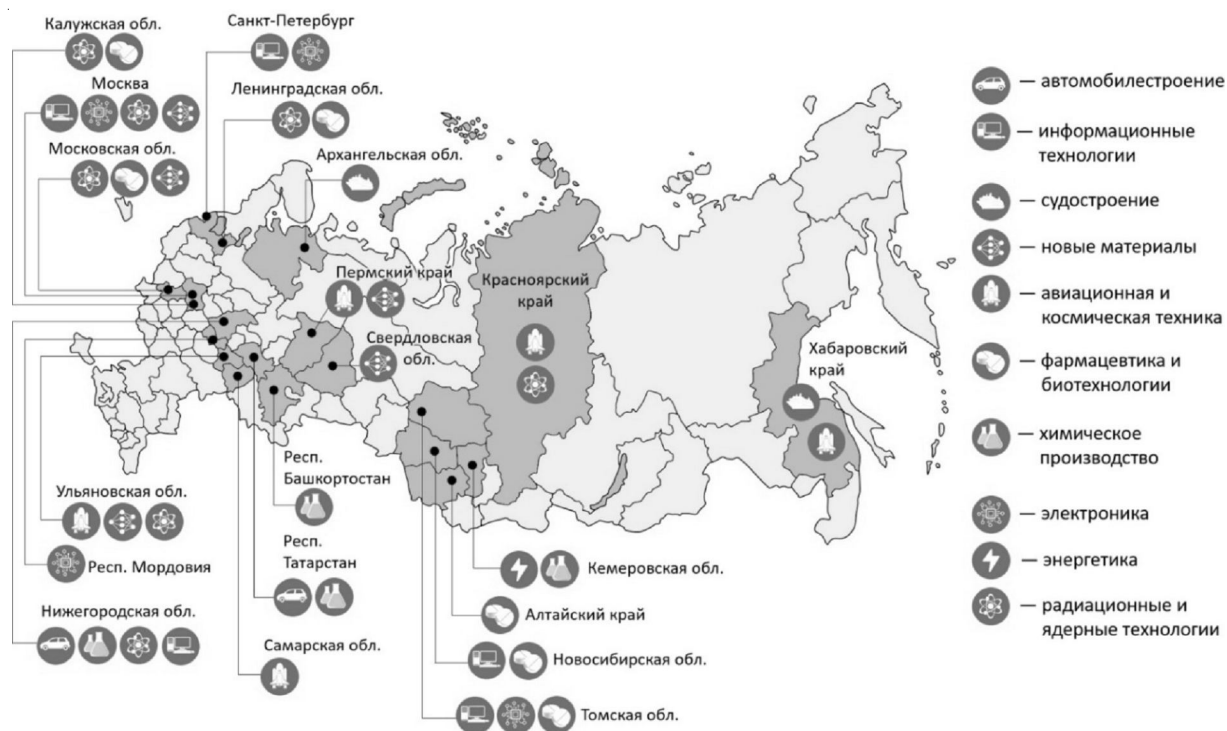 Калужская обл.
Санкт-Петербург
Москва
Ленинградская обл.
Московская обл.
Архангельская обл.
Пермский край
Свердловская
обл.
Красноярский
край
Хабаровский
край
Респ.
Башкортостан
Ульяновская обл.
Респ. Мордовия
Респ.
Татарстан
Нижегородская обл.
Самарская обл.
Кемеровская обл.
Алтайский край
Новосибирская обл.
Томская обл.
— автомобилестроение
— информационные
технологии
— судостроение
— новые материалы
— авиационная и
космическая техника
— фармацевтика и
биотехнологии
— химическое
производство
— электроника
— энергетика
— радиационные и
ядерные технологии